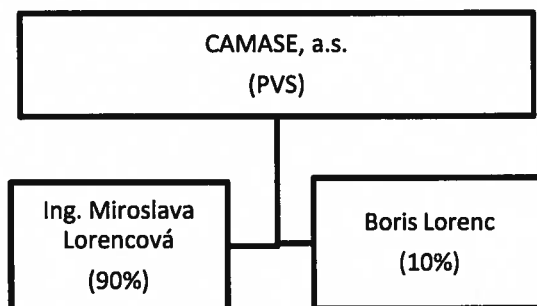 CAMASE, a.s.
(PVS)
Ing. Miroslava
Lorencová
(90%)
Boris Lorenc
(10%)